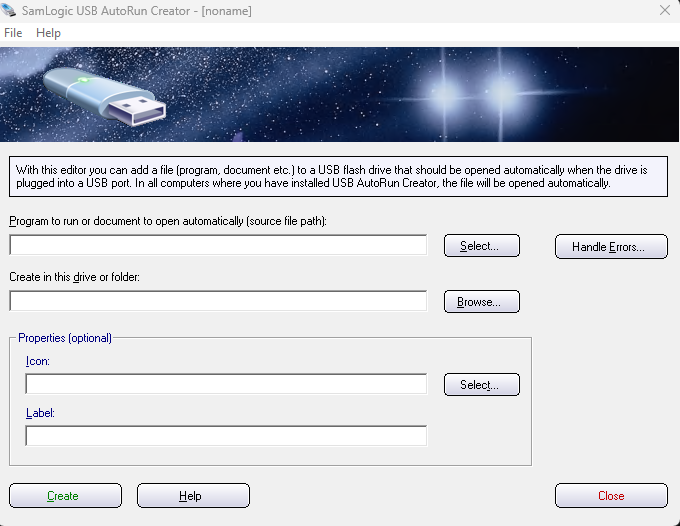 SamLogic USB AutoRun Creator - [noname]
File Help
With this editor you can add a file (program, document etc.) to a USB flash drive that should be opened automatically when the drive is
plugged into a USB port. In all computers where you have installed USB AutoRun Creator, the file will be opened automatically.
Program to run or document to open automatically (source file path):
Select... Handle Errors...
Create in this drive or folder:
Browse...
Properties (optional)
Icon:
Select...
Label:
Create Help Close